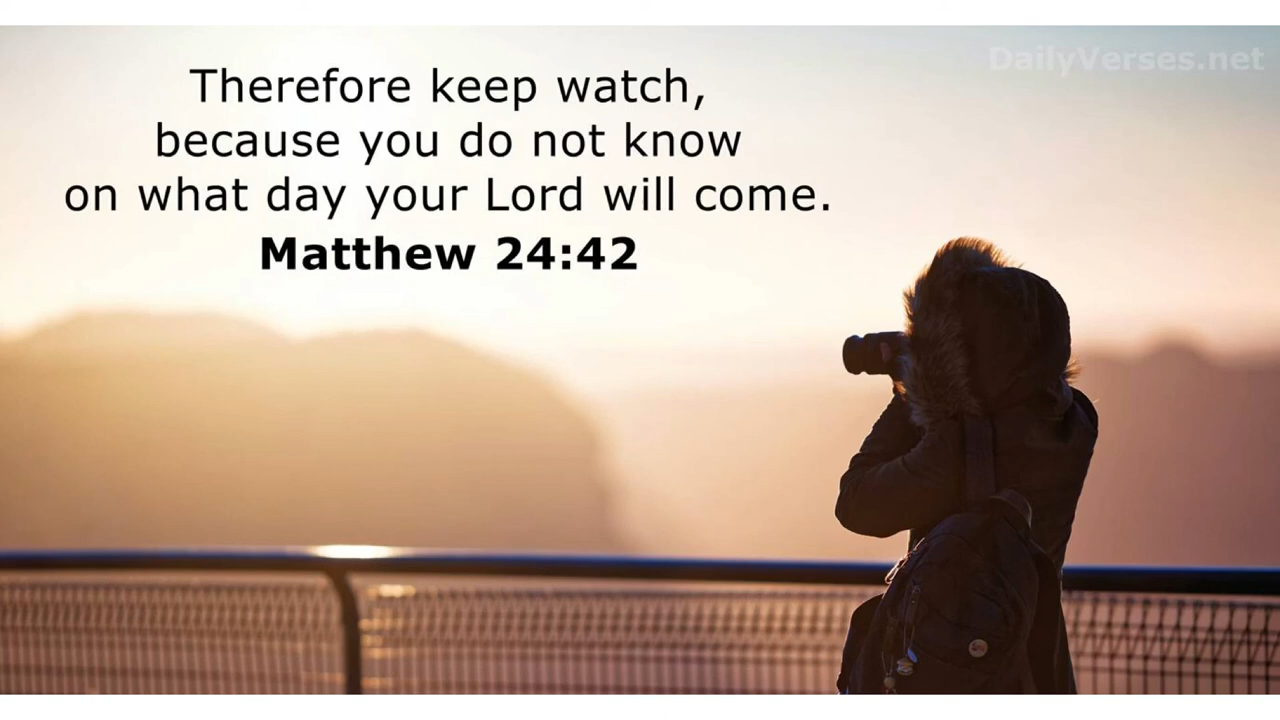 DailyVerses.net
Therefore keep watch,
because you do not know
on what day your Lord will come.
Matthew 24:42